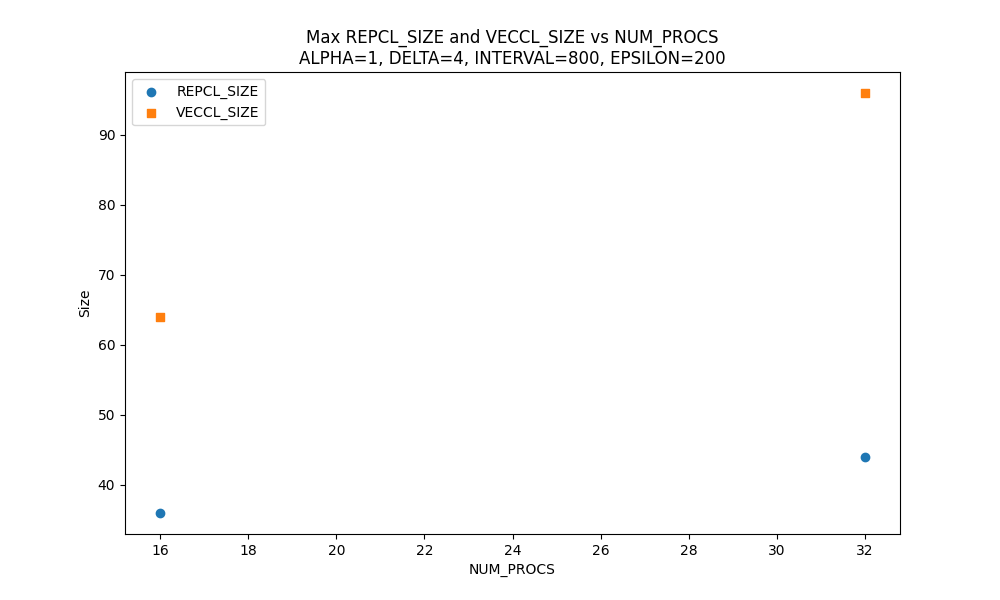 Max REPCL_SIZE and VECCL_SIZE vs NUM_PROCS
ALPHA=1, DELTA=4, INTERVAL=800, EPSILON=200
REPCL_SIZE
VECCL_SIZE
90
80
70
60
50
40
Size
16 18 20 22 24 26 28 30 32
NUM_PROCS